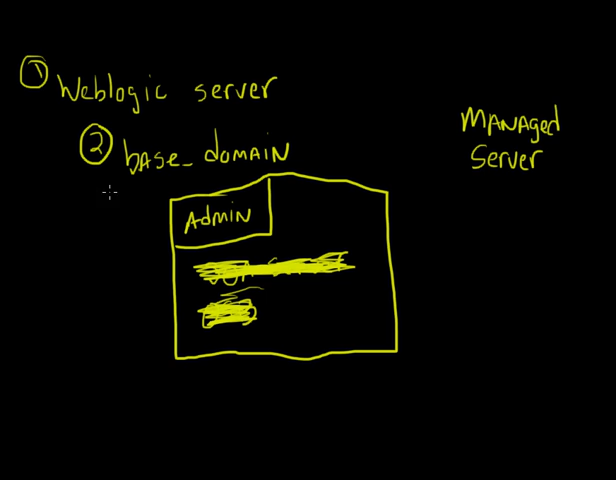 ① Weblogic server
② base_domain
MANAged
Server
Admin